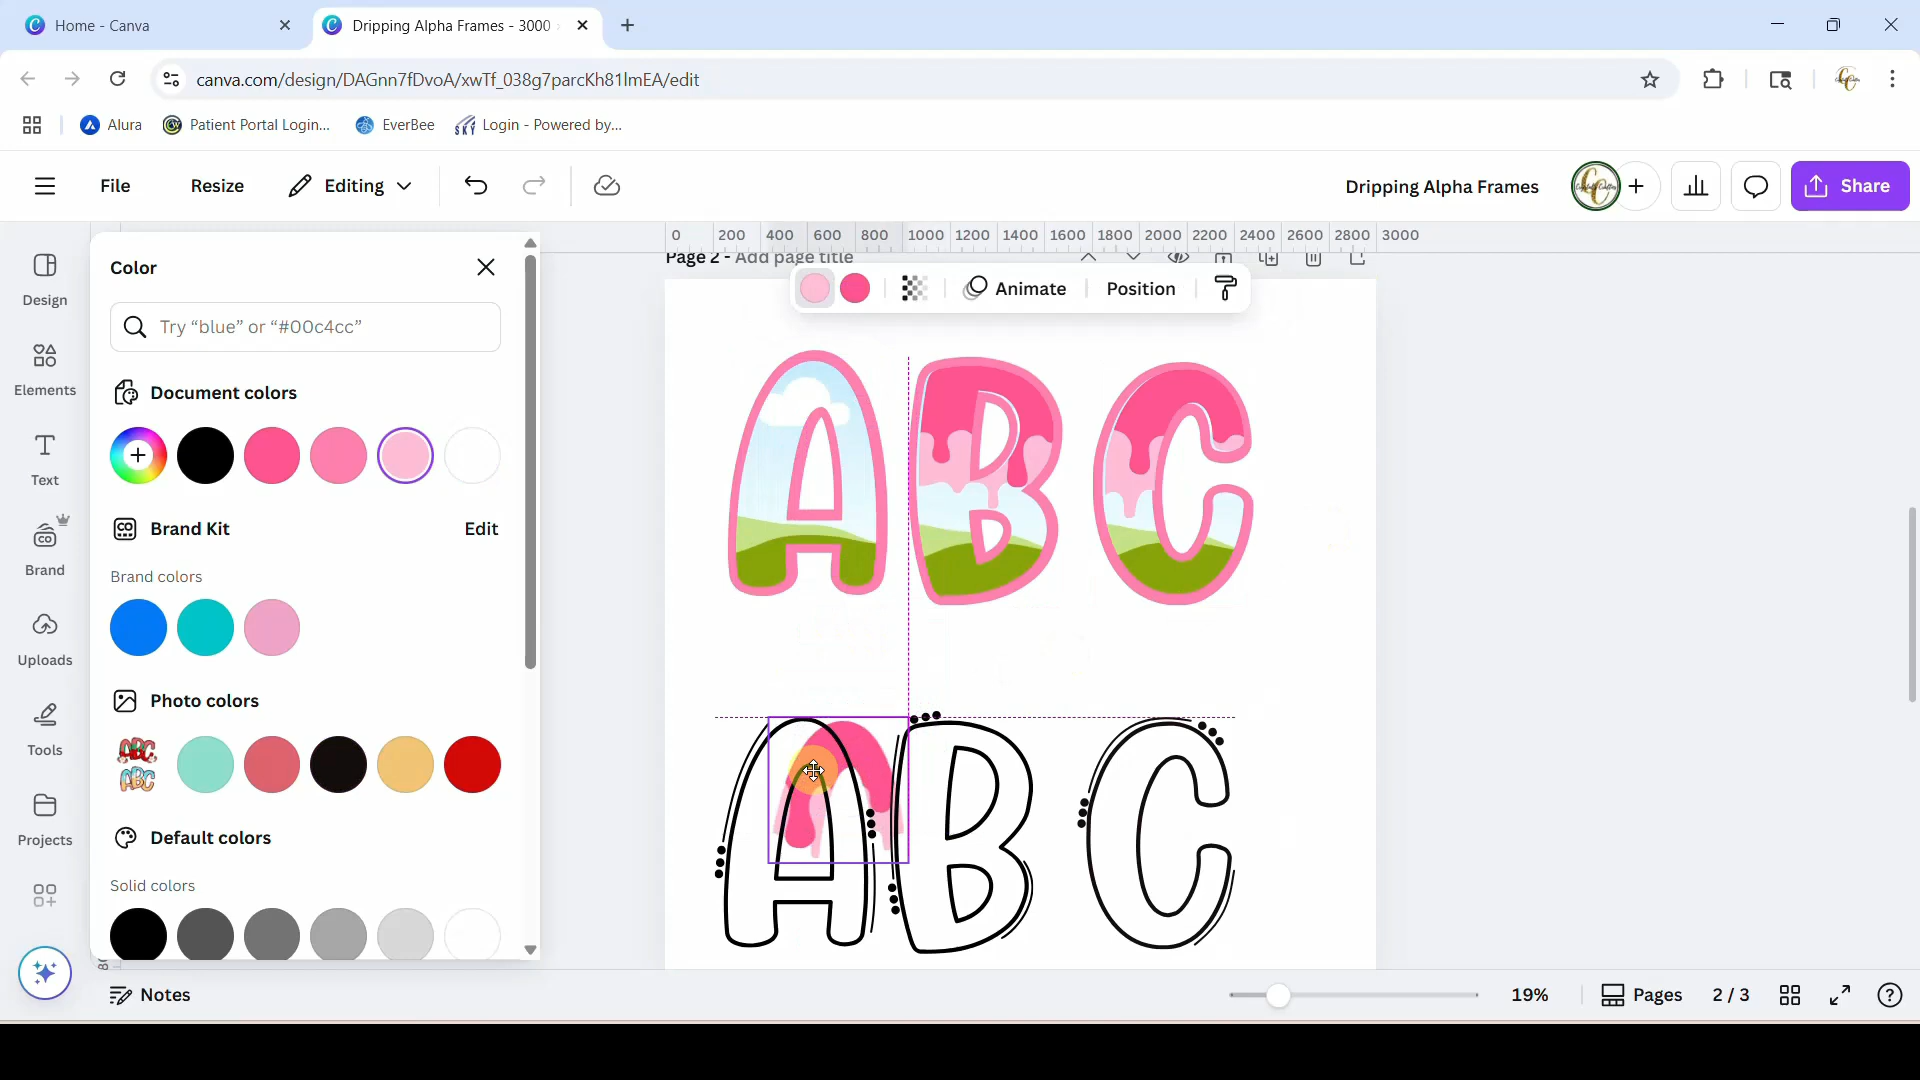 Home - Canva
Dripping Alpha Frames - 3000
canva.com/design/DAGnn7fDvoA/xwTf_038g7parcKh81lmEA/edit
Alura
Patient Portal Login...
EverBee
SKY
Login - Powered by...
File
Resize
Editing
Dripping Alpha Frames
Share
Design
Elements
Text
Brand
Uploads
Tools
Projects
Color
Try “blue” or “#00c4cc”
Document colors
Brand Kit
Edit
Brand colors
Photo colors
Default colors
Solid colors
0 200 400 600 800 1000 1200 1400 1600 1800 2000 2200 2400 2600 2800 3000
Page 2 - Add page title
Animate
Position
A B C
A B C
Notes
19%
Pages
2 / 3